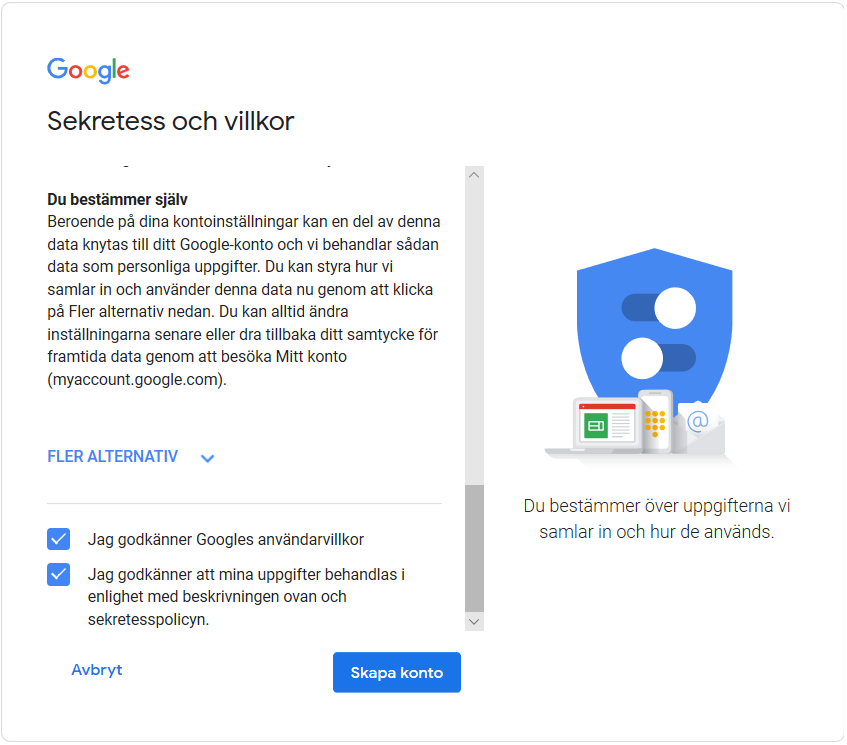 Google
Sekretess och villkor
Du bestämmer själv
Beroende på dina kontoinställningar kan en del av denna
data knytas till ditt Google-konto och vi behandlar sådan
data som personliga uppgifter. Du kan styra hur vi
samlar in och använder denna data nu genom att klicka
på Fler alternativ nedan. Du kan alltid ändra
inställningarna senare eller dra tillbaka ditt samtycke för
framtida data genom att besöka Mitt konto
(myaccount.google.com).
FLER ALTERNATIV
Jag godkänner Googles användarvillkor
Jag godkänner att mina uppgifter behandlas i
enlighet med beskrivningen ovan och
sekretesspolicyn.
Avbryt
Skapa konto
@
Du bestämmer över uppgifterna vi
samlar in och hur de används.